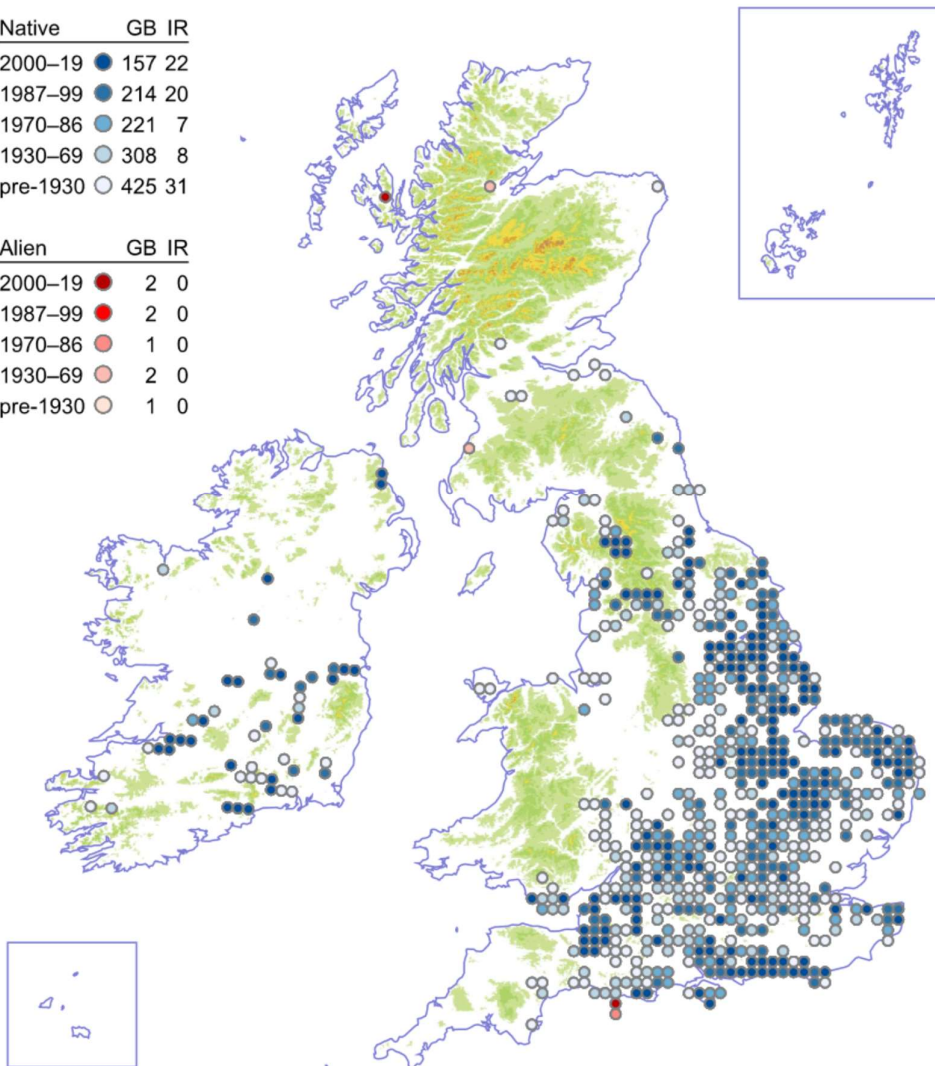 Native GB IR
2000–19 157 22
1987–99 214 20
1970–86 221 7
1930–69 308 8
pre-1930 425 31
Alien GB IR
2000–19 2 0
1987–99 2 0
1970–86 1 0
1930–69 2 0
pre-1930 1 0